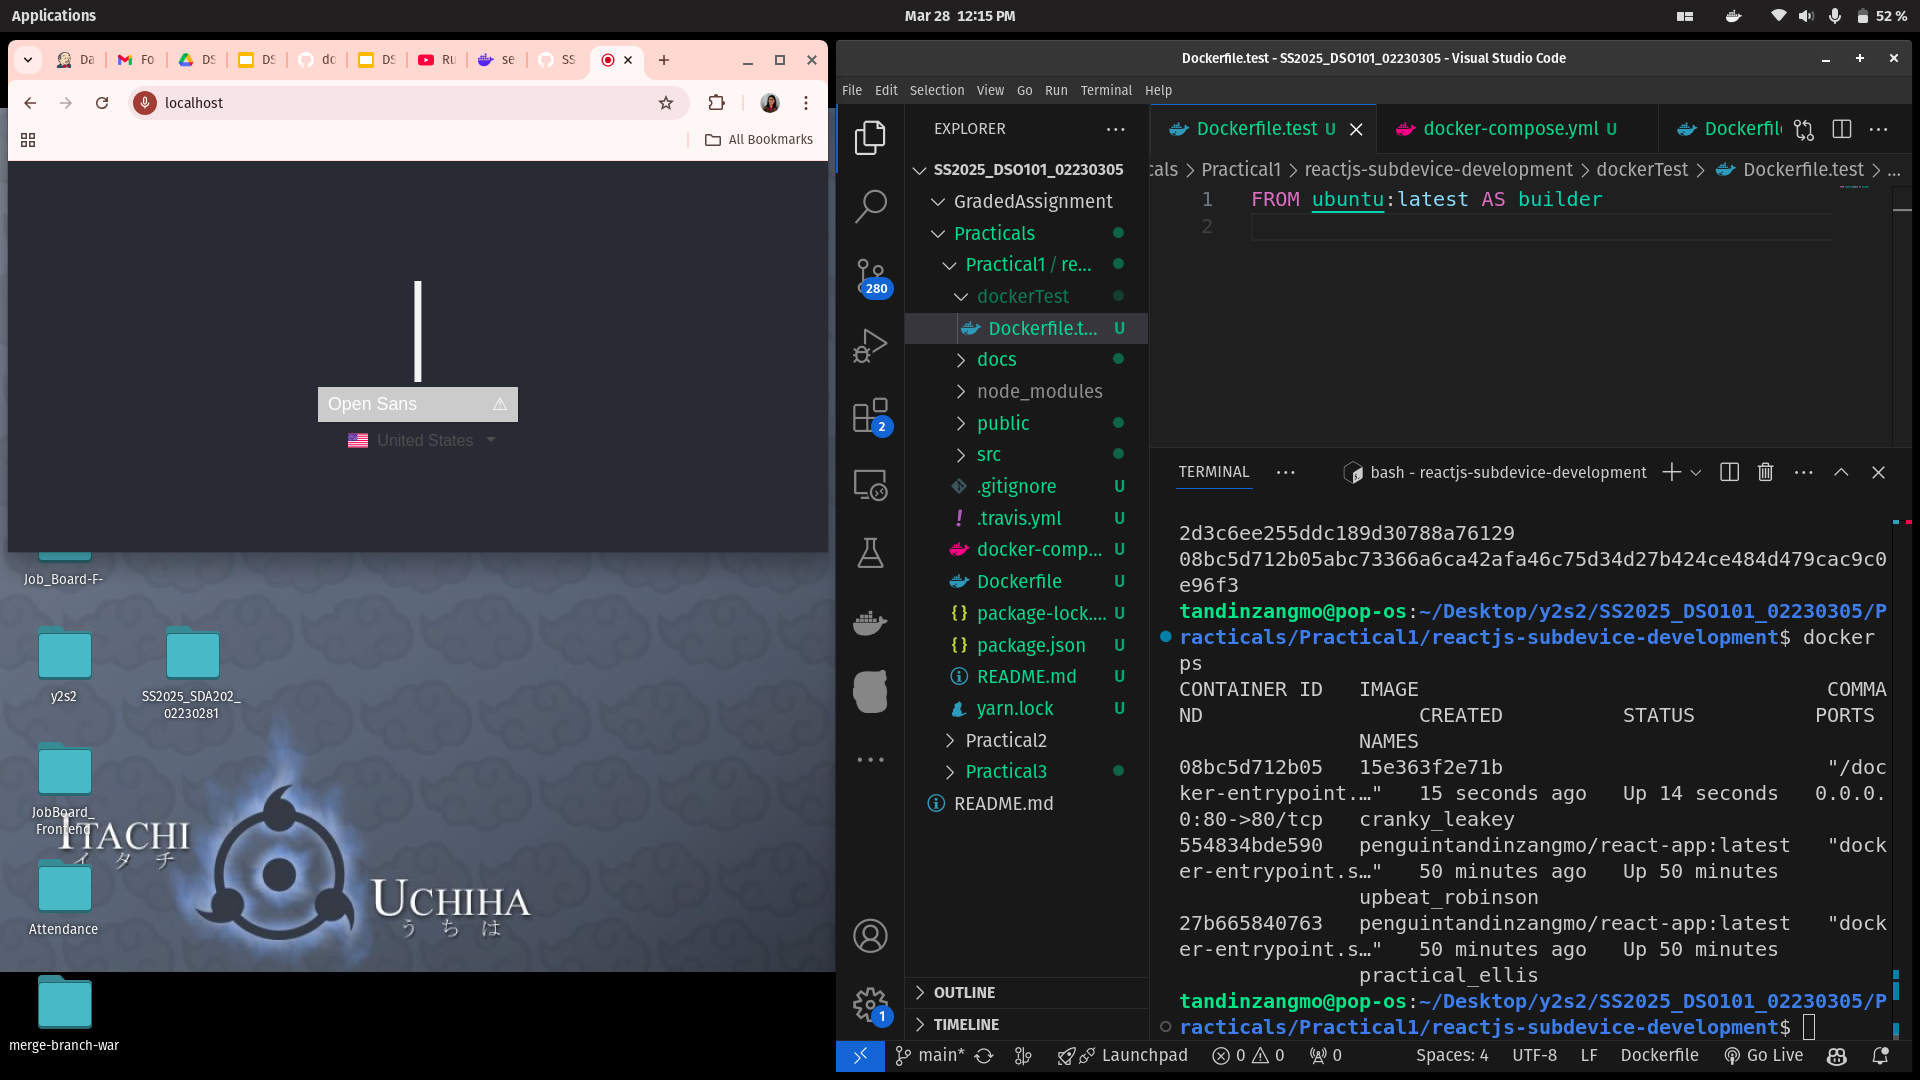 Applications
Mar 28 12:15 PM
52 %
Da
Fo
DS
DS
do
DS
Ru
se
SS
localhost
All Bookmarks
Open Sans
United States
Job_Board-F-
y2s2
SS2025_SDA202_
02230281
JobBoard_
Frontend
ITACHI
イタチ
UCHIHA
うちは
Attendance
merge-branch-war
Dockerfile.test - SS2025_DSO101_02230305 - Visual Studio Code
File Edit Selection View Go Run Terminal Help
EXPLORER
SS2025_DSO101_02230305
GradedAssignment
Practicals
Practical1 / re...
dockerTest
Dockerfile.t... U
docs
node_modules
public
src
.gitignore U
.travis.yml U
docker-comp... U
Dockerfile U
package-lock.... U
package.json U
README.md U
yarn.lock U
Practical2
Practical3
README.md
OUTLINE
TIMELINE
280
2
1
Dockerfile.test U
docker-compose.yml U
Dockerfil
cals > Practical1 > reactjs-subdevice-development > dockerTest > Dockerfile.test > ...
1 FROM ubuntu:latest AS builder
2
TERMINAL
bash - reactjs-subdevice-development
2d3c6ee255ddc189d30788a76129
08bc5d712b05abc73366a6ca42afa46c75d34d27b424ce484d479cac9c0
e96f3
tandinzangmo@pop-os:~/Desktop/y2s2/SS2025_DSO101_02230305/P
racticals/Practical1/reactjs-subdevice-development$ docker
ps
CONTAINER ID IMAGE COMMA
ND CREATED STATUS PORTS
NAMES
08bc5d712b05 15e363f2e71b "/doc
ker-entrypoint.…" 15 seconds ago Up 14 seconds 0.0.0.
0:80->80/tcp cranky_leakey
554834bde590 penguintandinzangmo/react-app:latest "dock
er-entrypoint.s…" 50 minutes ago Up 50 minutes
upbeat_robinson
27b665840763 penguintandinzangmo/react-app:latest "dock
er-entrypoint.s…" 50 minutes ago Up 50 minutes
practical_ellis
tandinzangmo@pop-os:~/Desktop/y2s2/SS2025_DSO101_02230305/P
racticals/Practical1/reactjs-subdevice-development$
main* Launchpad 0 0 0 Spaces: 4 UTF-8 LF Dockerfile Go Live